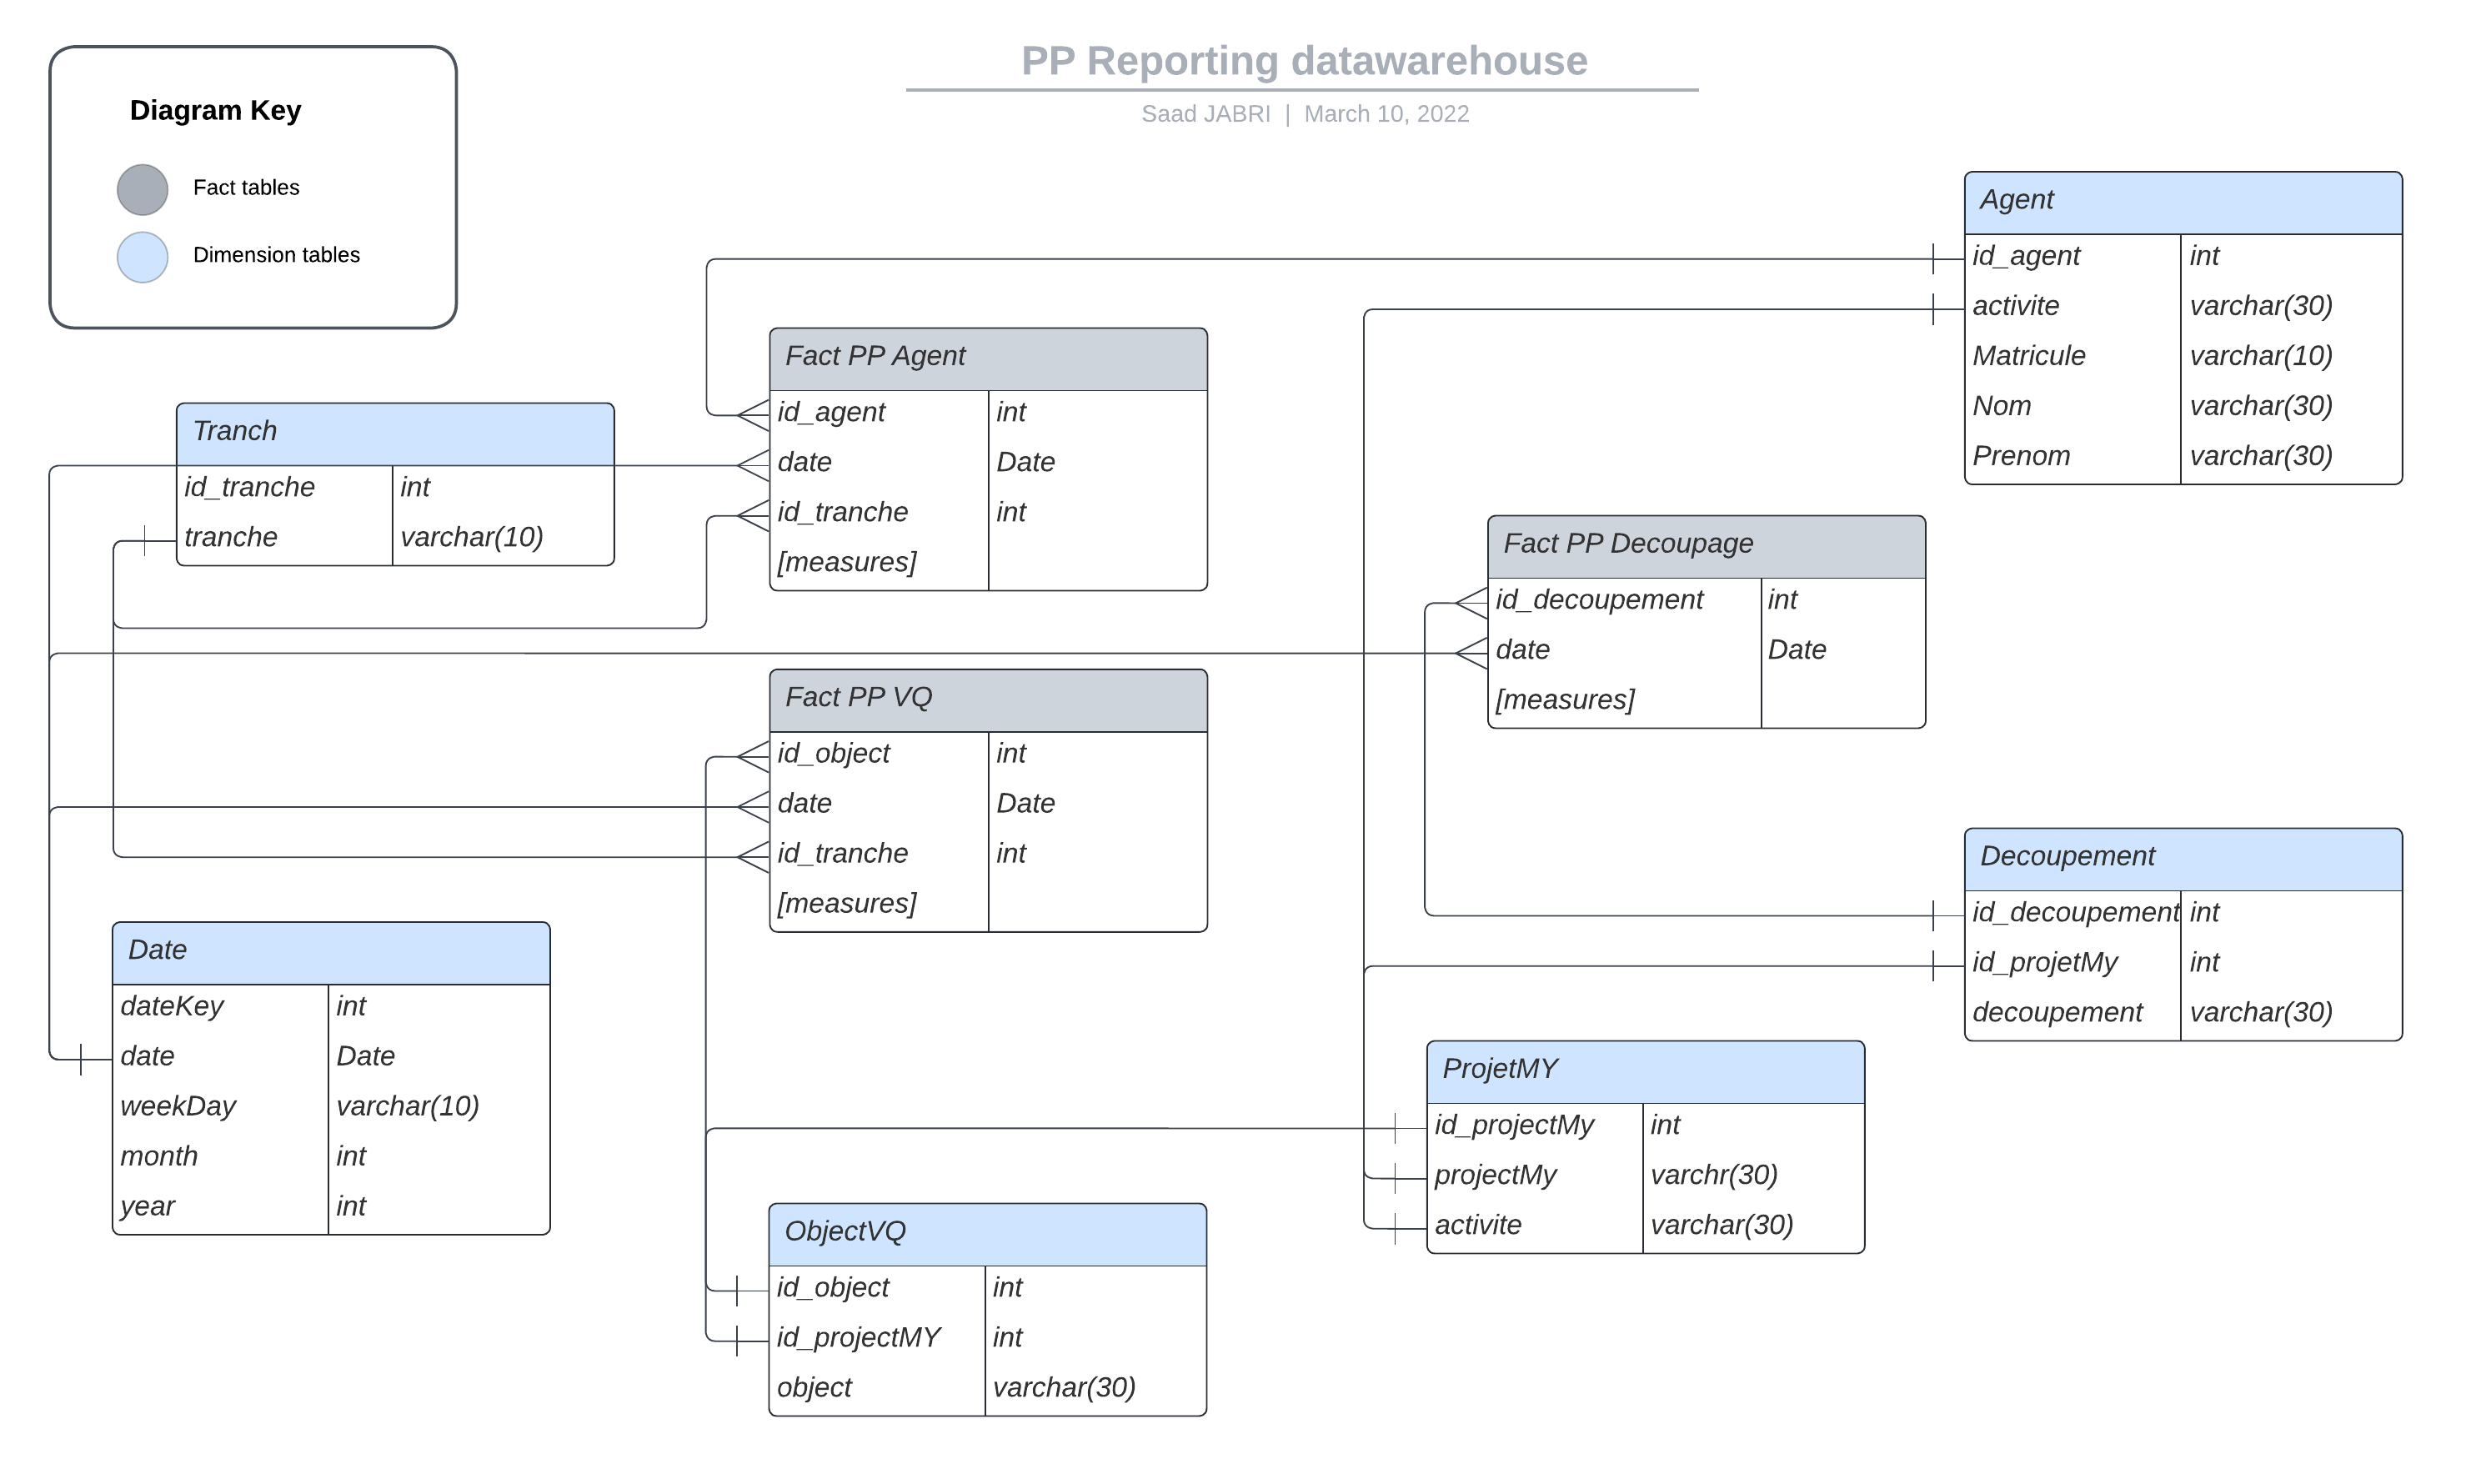 PP Reporting datawarehouse
Saad JABRI | March 10, 2022
Diagram Key
Fact tables
Dimension tables
Agent
id_agent int
activite varchar(30)
Matricule varchar(10)
Nom varchar(30)
Prenom varchar(30)
Fact PP Agent
id_agent int
date Date
id_tranche int
[measures]
Tranch
id_tranche int
tranche varchar(10)
Fact PP Decoupage
id_decoupement int
date Date
[measures]
Fact PP VQ
id_object int
date Date
id_tranche int
[measures]
Decoupement
id_decoupement int
id_projetMy int
decoupement varchar(30)
Date
dateKey int
date Date
weekDay varchar(10)
month int
year int
ProjetMY
id_projectMy int
projectMy varchr(30)
activite varchar(30)
ObjectVQ
id_object int
id_projectMY int
object varchar(30)